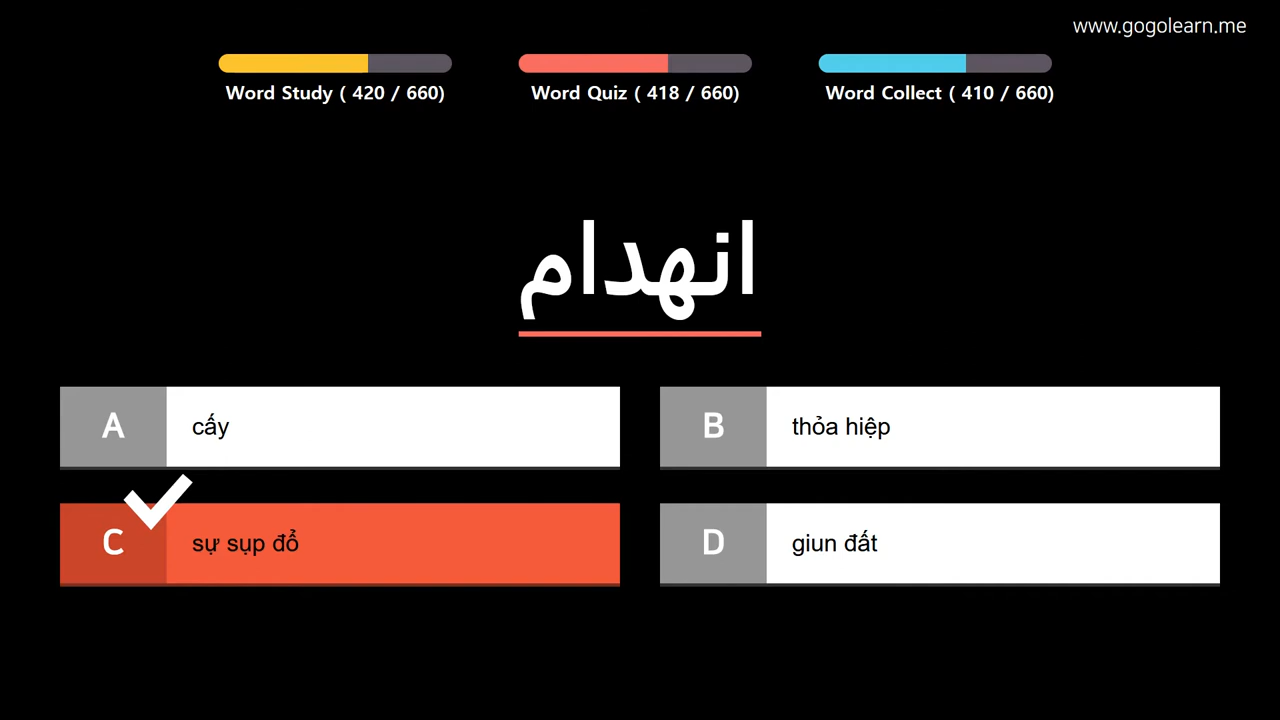 www.gogolearn.me
Word Study ( 420 / 660)
Word Quiz ( 418 / 660)
Word Collect ( 410 / 660)
انهدام
A cấy
B thỏa hiệp
C sự sụp đổ
D giun đất